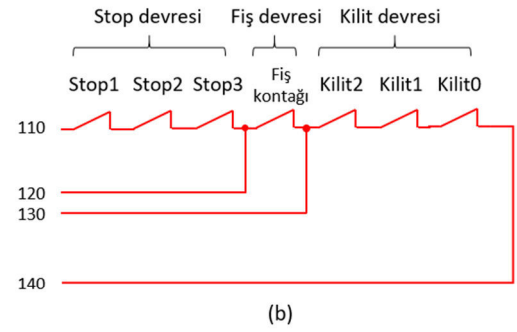 Stop devresi Fiş devresi Kilit devresi
Stop1 Stop2 Stop3 Fiş kontağı Kilit2 Kilit1 Kilit0
110
120
130
140
(b)